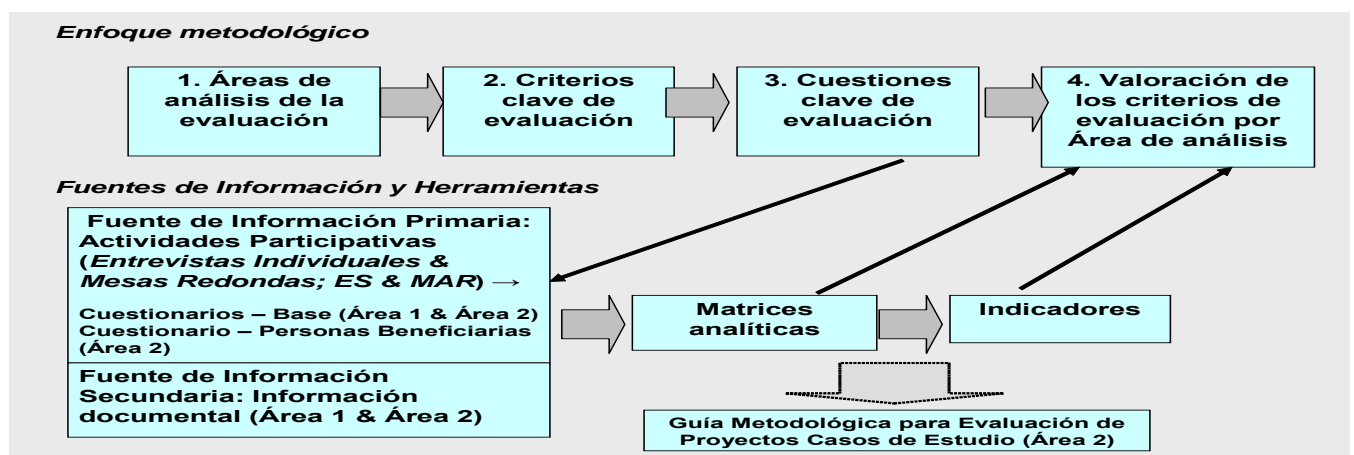 Enfoque metodológico
1. Áreas de
análisis de la
evaluación
2. Criterios
clave de
evaluación
3. Cuestiones
clave de
evaluación
4. Valoración de
los criterios de
evaluación por
Área de análisis
Fuentes de Información y Herramientas
Fuente de Información Primaria:
Actividades Participativas
(Entrevistas Individuales &
Mesas Redondas; ES & MAR) →
Cuestionarios – Base (Área 1 & Área 2)
Cuestionario – Personas Beneficiarias
(Área 2)
Fuente de Información
Secundaria: Información
documental (Área 1 & Área 2)
Matrices
analíticas
Indicadores
Guía Metodológica para Evaluación de
Proyectos Casos de Estudio (Área 2)